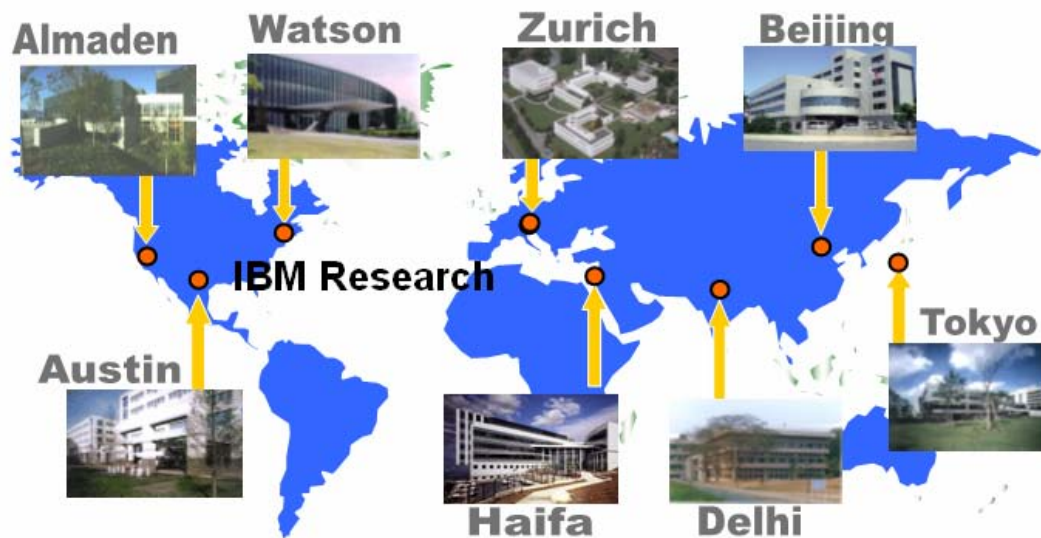 Almaden
Watson
Zurich
Beijing
IBM Research
Tokyo
Austin
Haifa
Delhi